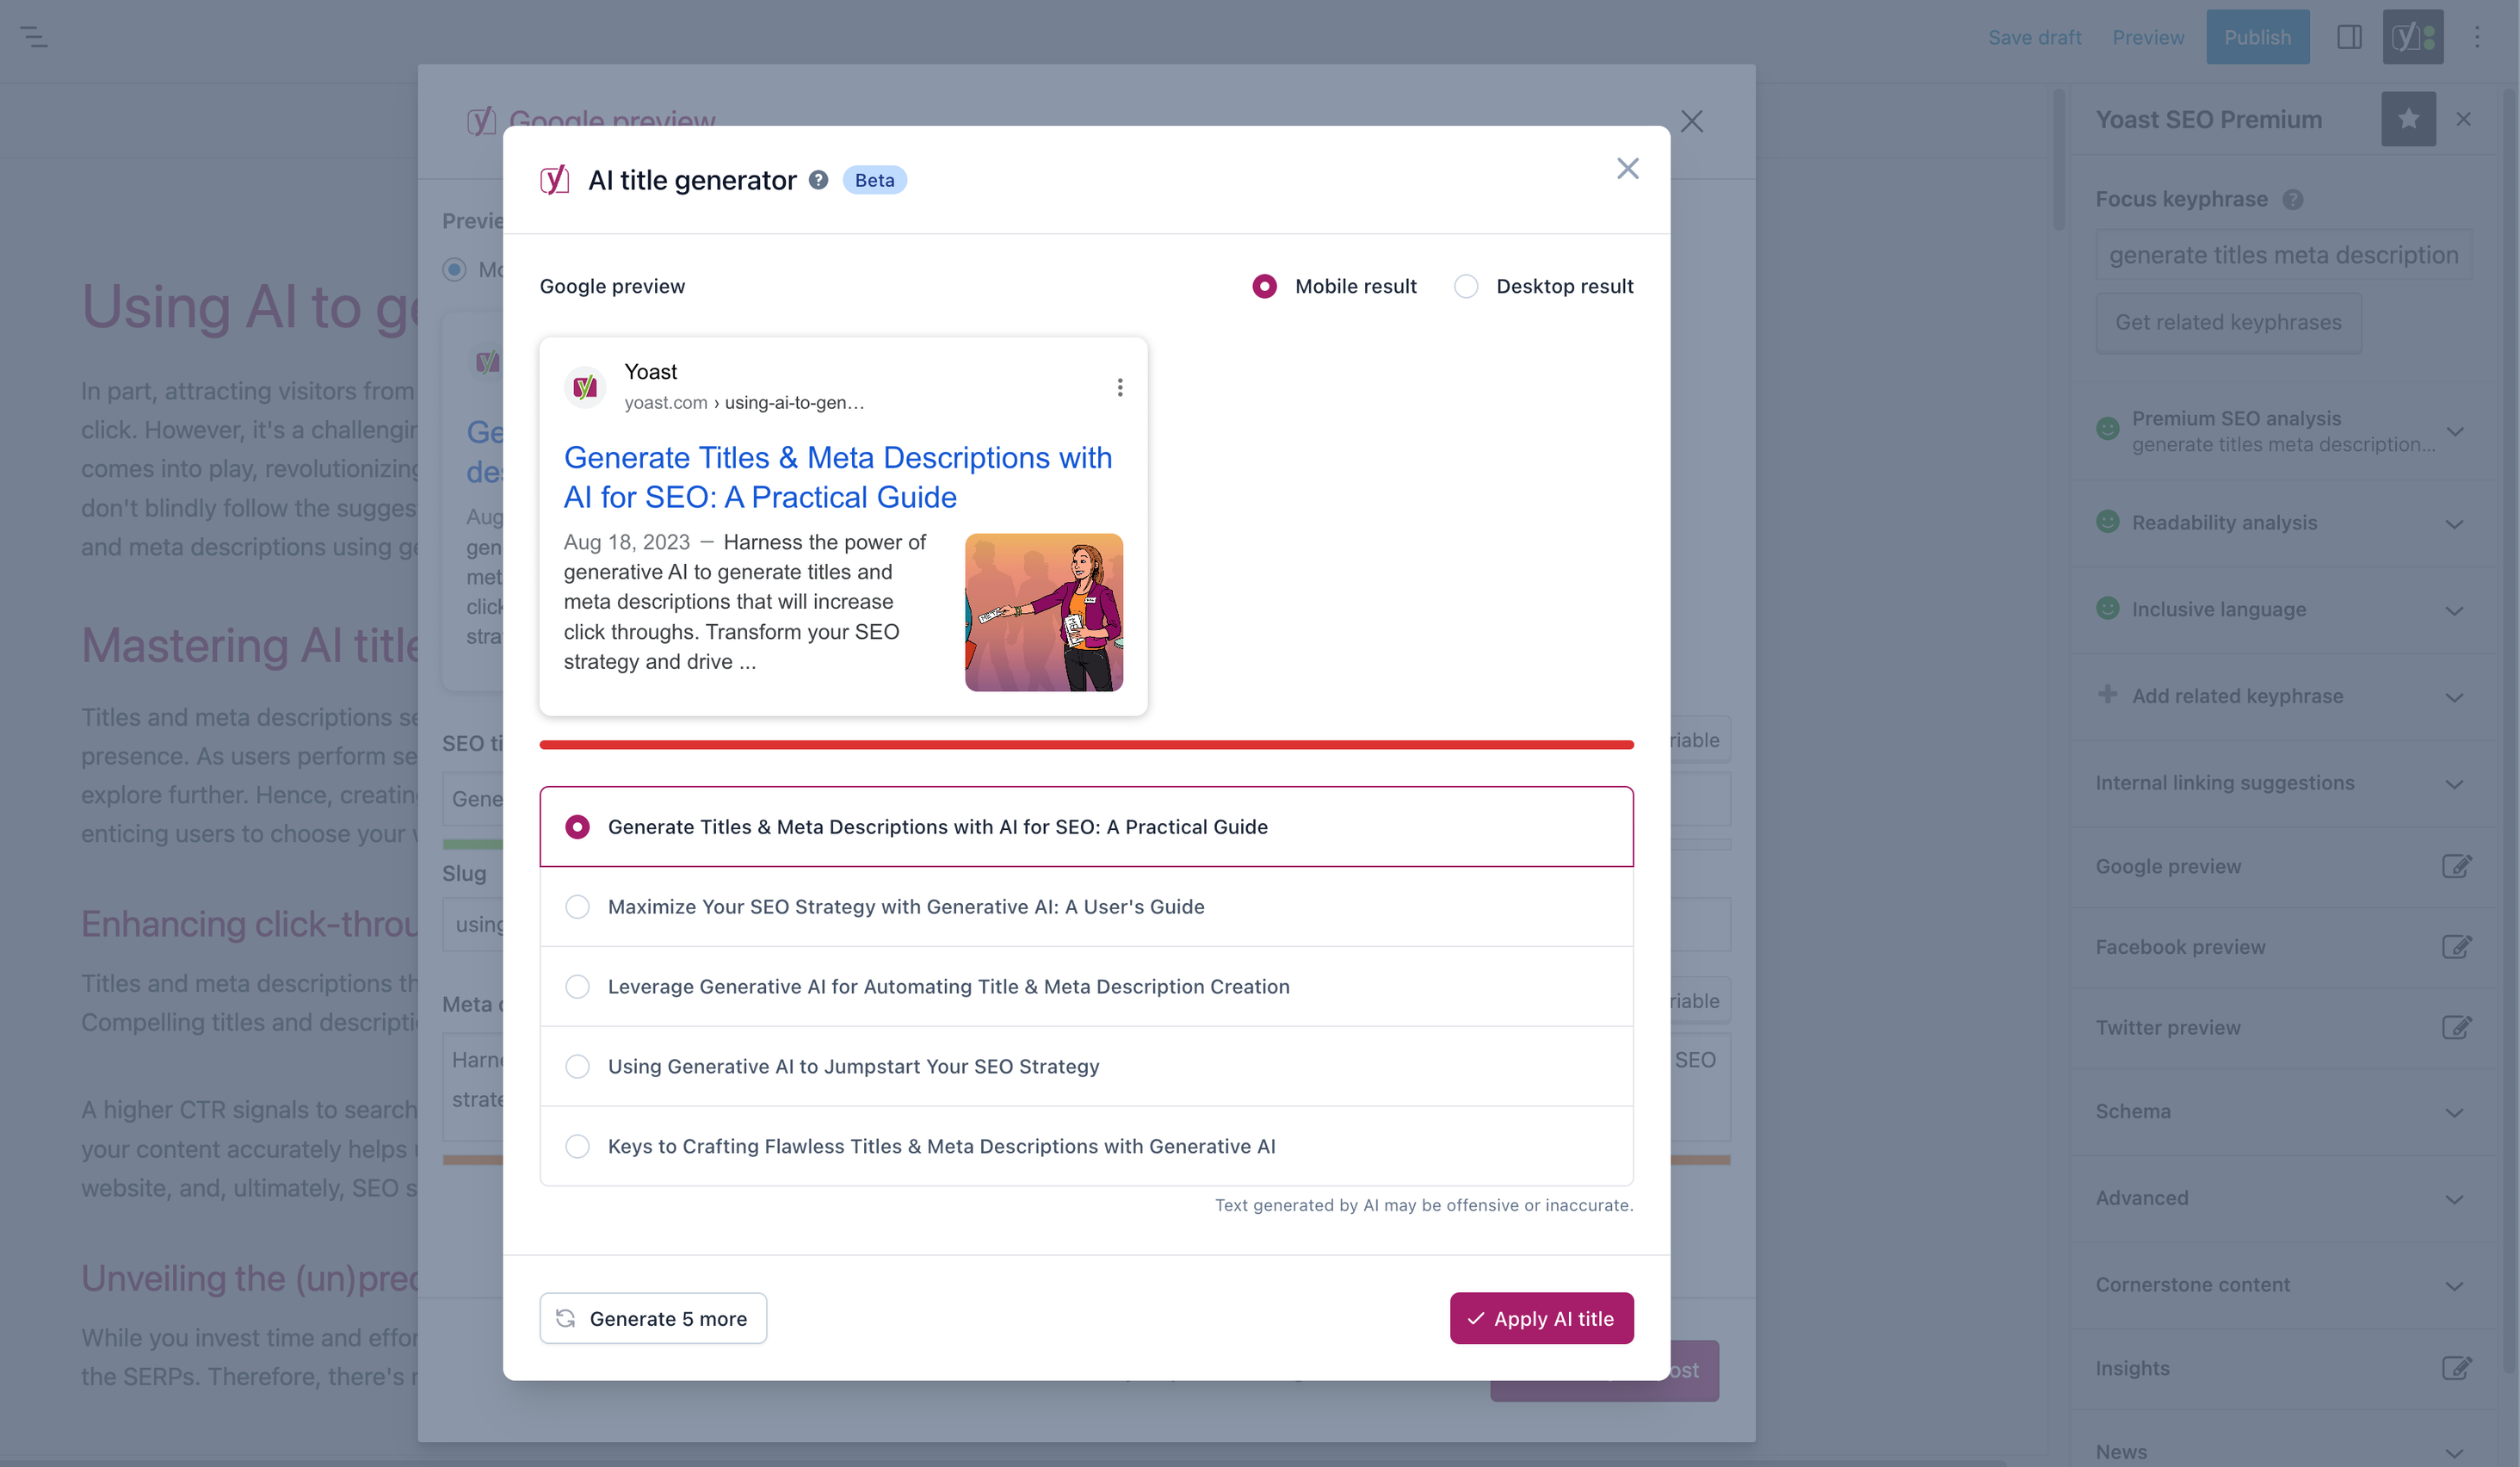 Save draft
Preview
Publish
Google preview
Yoast SEO Premium
Focus keyphrase
generate titles meta description
Get related keyphrases
Premium SEO analysis
generate titles meta description...
Readability analysis
Inclusive language
Add related keyphrase
Internal linking suggestions
Google preview
Facebook preview
Twitter preview
Schema
Advanced
Cornerstone content
Insights
News
Using AI to ge
In part, attracting visitors from
click. However, it's a challengin
comes into play, revolutionizing
don't blindly follow the sugges
and meta descriptions using ge
Mastering AI title
Titles and meta descriptions se
presence. As users perform se
explore further. Hence, creating
enticing users to choose your w
Enhancing click-throu
Titles and meta descriptions th
Compelling titles and descripti
A higher CTR signals to search
your content accurately helps u
website, and, ultimately, SEO s
Unveiling the (un)pred
While you invest time and effor
the SERPs. Therefore, there's n
Previe
Mo
Ge
des
Aug
gen
met
click
stra
SEO ti
riable
Gene
Slug
using
Meta d
riable
Harne
SEO
strate
ost
AI title generator
Beta
Google preview
Mobile result
Desktop result
Yoast
yoast.com › using-ai-to-gen…
Generate Titles & Meta Descriptions with
AI for SEO: A Practical Guide
Aug 18, 2023 — Harness the power of
generative AI to generate titles and
meta descriptions that will increase
click throughs. Transform your SEO
strategy and drive ...
Generate Titles & Meta Descriptions with AI for SEO: A Practical Guide
Maximize Your SEO Strategy with Generative AI: A User's Guide
Leverage Generative AI for Automating Title & Meta Description Creation
Using Generative AI to Jumpstart Your SEO Strategy
Keys to Crafting Flawless Titles & Meta Descriptions with Generative AI
Text generated by AI may be offensive or inaccurate.
Generate 5 more
Apply AI title